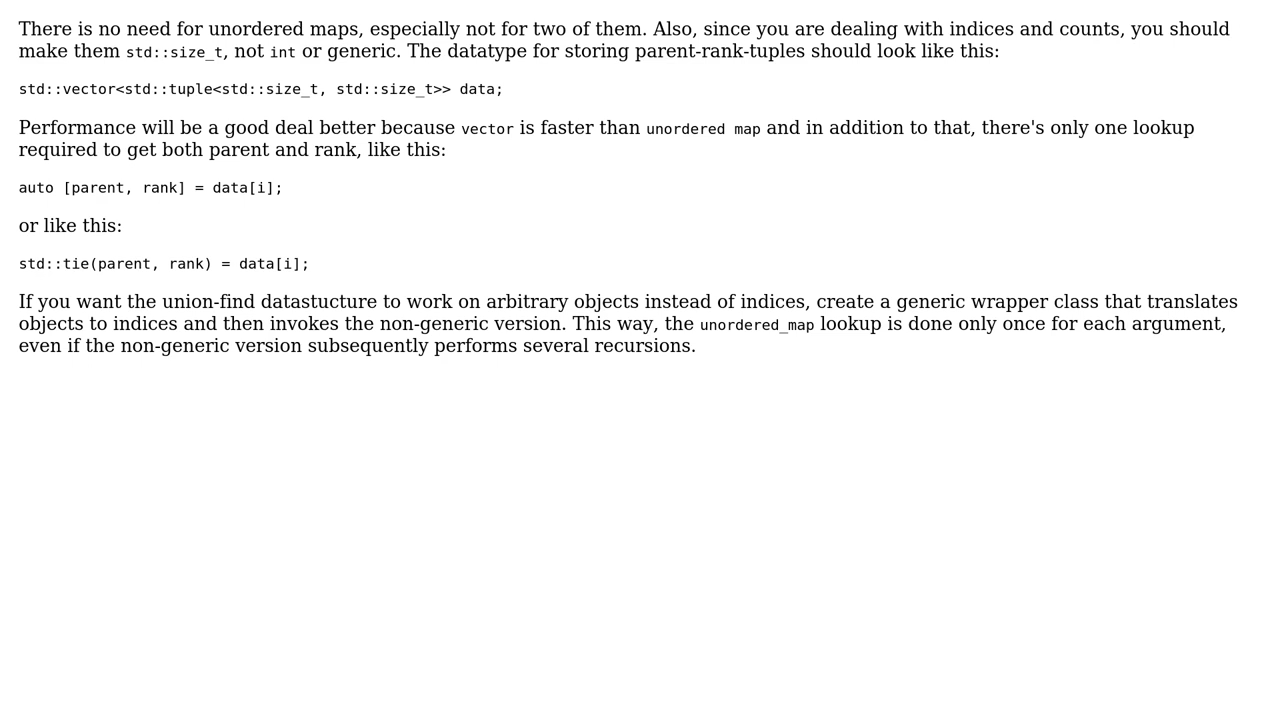 There is no need for unordered maps, especially not for two of them. Also, since you are dealing with indices and counts, you should
make them std::size_t, not int or generic. The datatype for storing parent-rank-tuples should look like this:
std::vector<std::tuple<std::size_t, std::size_t>> data;
Performance will be a good deal better because vector is faster than unordered map and in addition to that, there's only one lookup
required to get both parent and rank, like this:
auto [parent, rank] = data[i];
or like this:
std::tie(parent, rank) = data[i];
If you want the union-find datastucture to work on arbitrary objects instead of indices, create a generic wrapper class that translates
objects to indices and then invokes the non-generic version. This way, the unordered_map lookup is done only once for each argument,
even if the non-generic version subsequently performs several recursions.